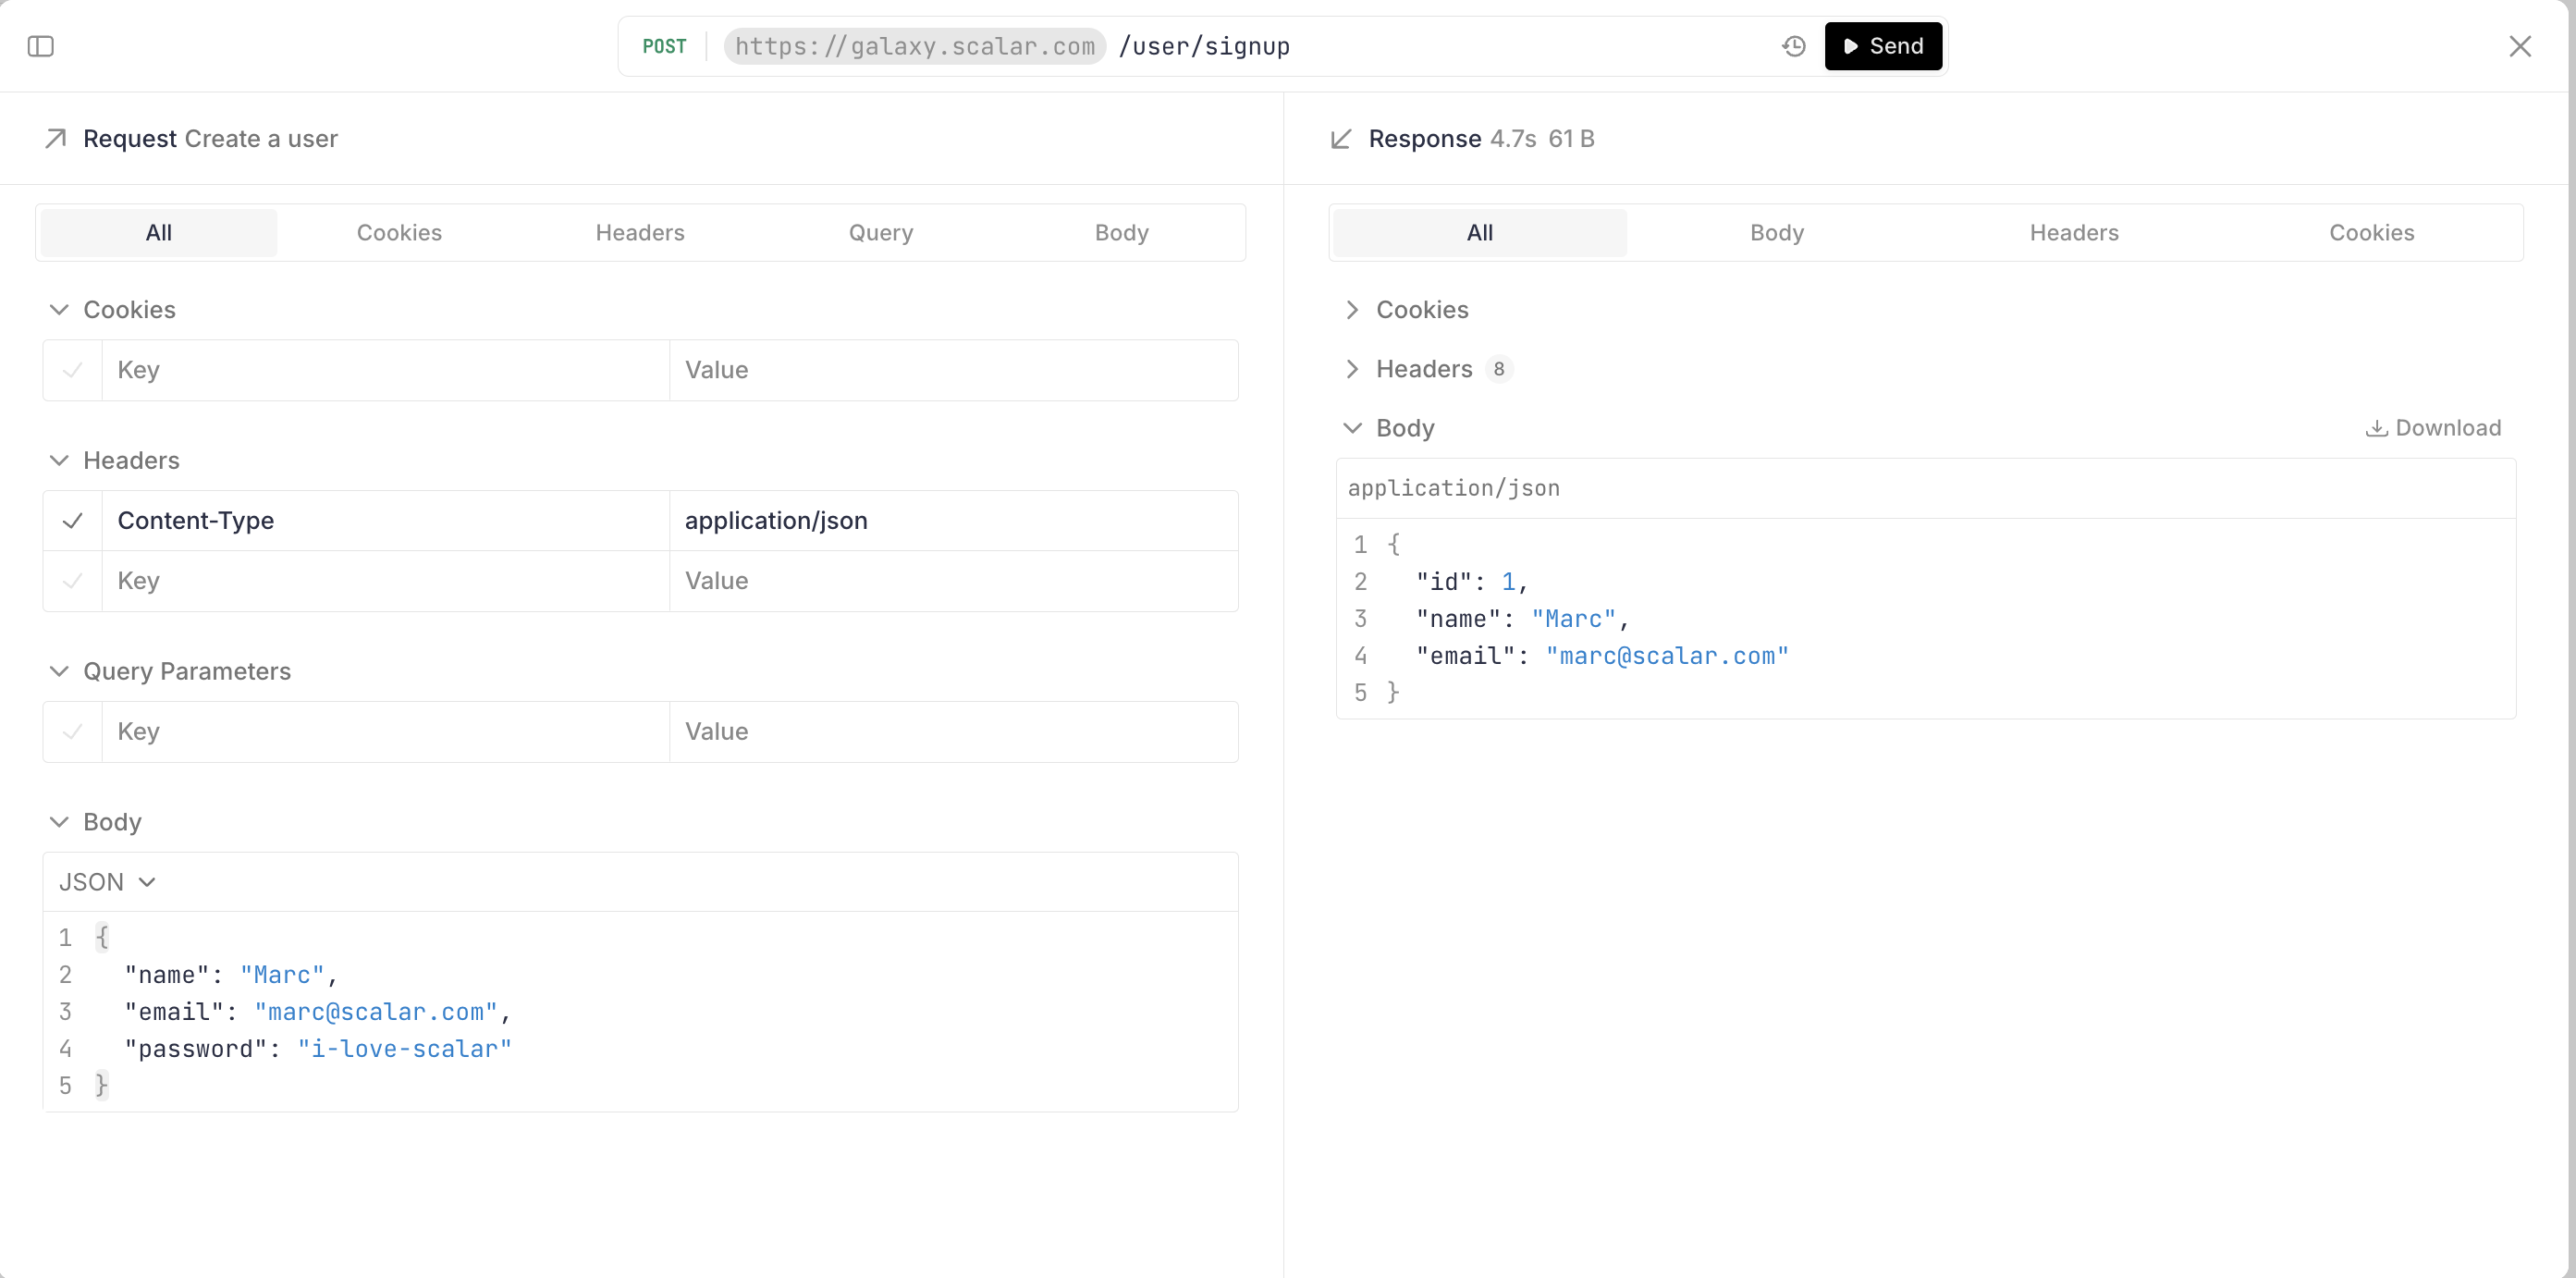 POST https://galaxy.scalar.com /user/signup Send
Request Create a user
All Cookies Headers Query Body
Cookies
Key Value
Headers
Content-Type application/json
Key Value
Query Parameters
Key Value
Body
JSON
1 {
2 "name": "Marc",
3 "email": "marc@scalar.com",
4 "password": "i-love-scalar"
5 }
Response 4.7s 61 B
All Body Headers Cookies
Cookies
Headers 8
Body Download
application/json
1 {
2 "id": 1,
3 "name": "Marc",
4 "email": "marc@scalar.com"
5 }